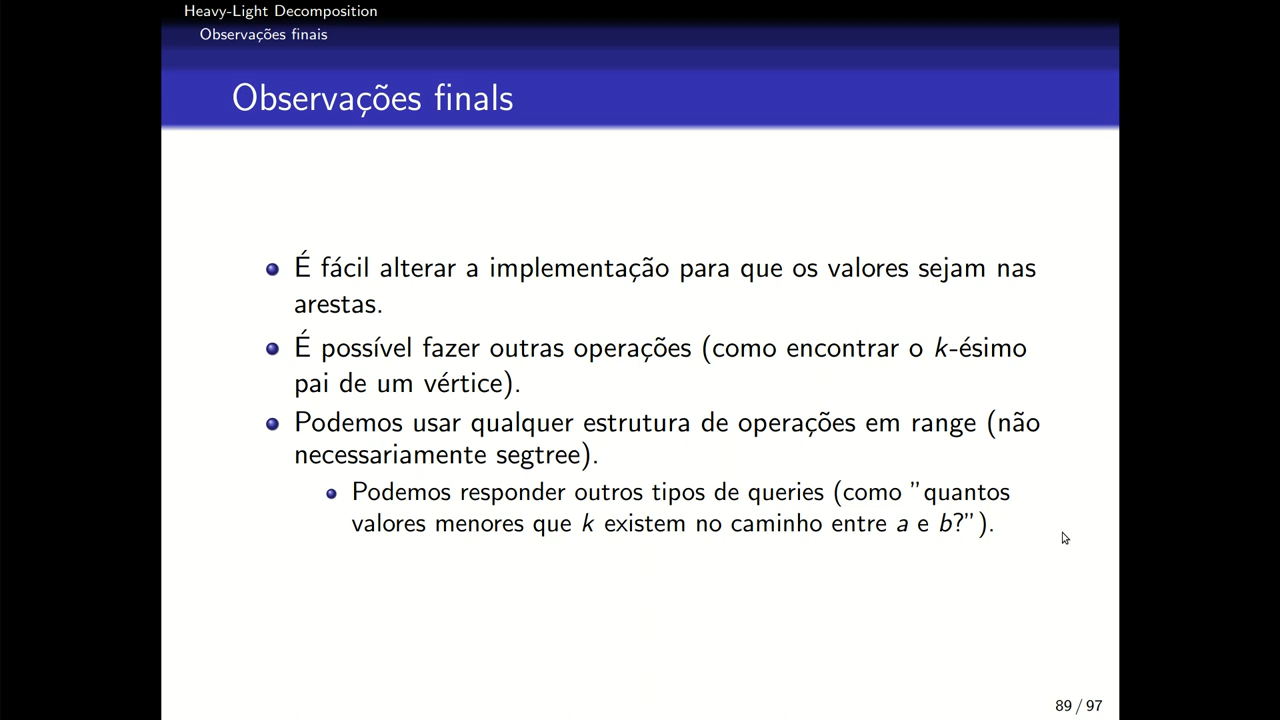 Heavy-Light Decomposition
Observações finais
Observações finals
É fácil alterar a implementação para que os valores sejam nas
arestas.
É possível fazer outras operações (como encontrar o k-ésimo
pai de um vértice).
Podemos usar qualquer estrutura de operações em range (não
necessariamente segtree).
Podemos responder outros tipos de queries (como ”quantos
valores menores que k existem no caminho entre a e b?”).
89 / 97